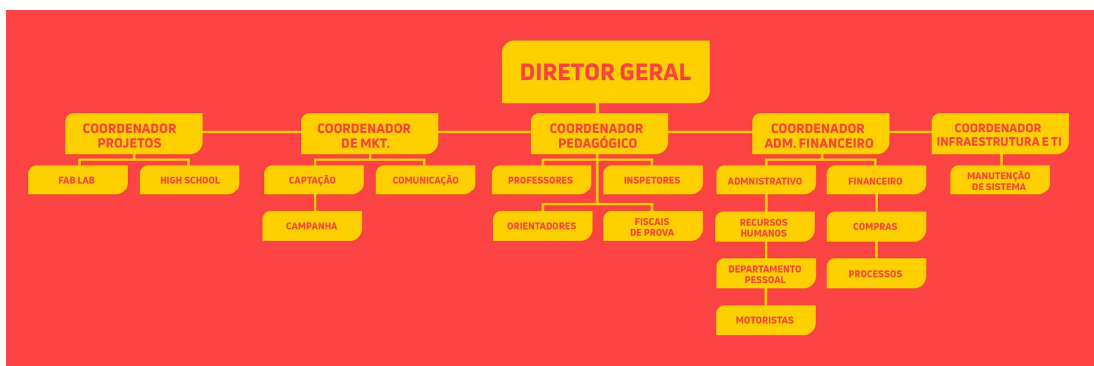 DIRETOR GERAL
COORDENADOR
PROJETOS
COORDENADOR
DE MKT.
COORDENADOR
PEDAGÓGICO
COORDENADOR
ADM. FINANCEIRO
COORDENADOR
INFRAESTRUTURA E TI
FAB LAB
HIGH SCHOOL
CAPTAÇÃO
COMUNICAÇÃO
PROFESSORES
INSPETORES
ADMNISTRATIVO
FINANCEIRO
MANUTENÇÃO
DE SISTEMA
CAMPANHA
ORIENTADORES
FISCAIS
DE PROVA
RECURSOS
HUMANOS
COMPRAS
DEPARTAMENTO
PESSOAL
PROCESSOS
MOTORISTAS